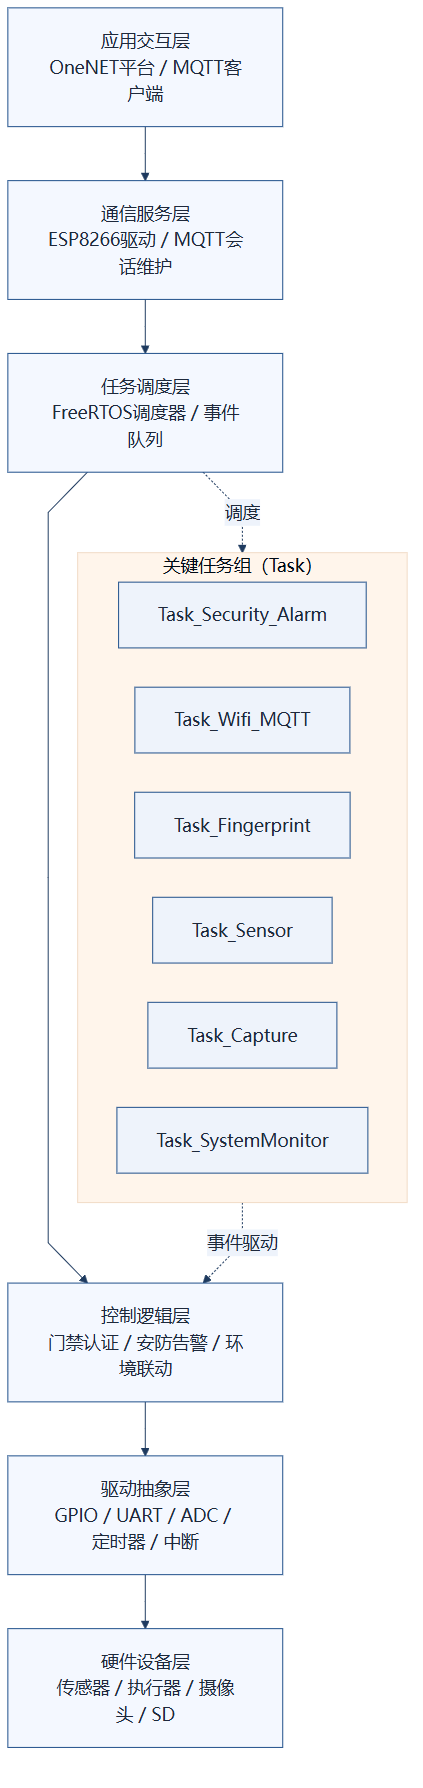 应用交互层
OneNET平台 / MQTT客
户端
通信服务层
ESP8266驱动 / MQTT会
话维护
任务调度层
FreeRTOS调度器 / 事件
队列
调度
关键任务组（Task）
Task_Security_Alarm
Task_Wifi_MQTT
Task_Fingerprint
Task_Sensor
Task_Capture
Task_SystemMonitor
事件驱动
控制逻辑层
门禁认证 / 安防告警 / 环
境联动
驱动抽象层
GPIO / UART / ADC /
定时器 / 中断
硬件设备层
传感器 / 执行器 / 摄像
头 / SD